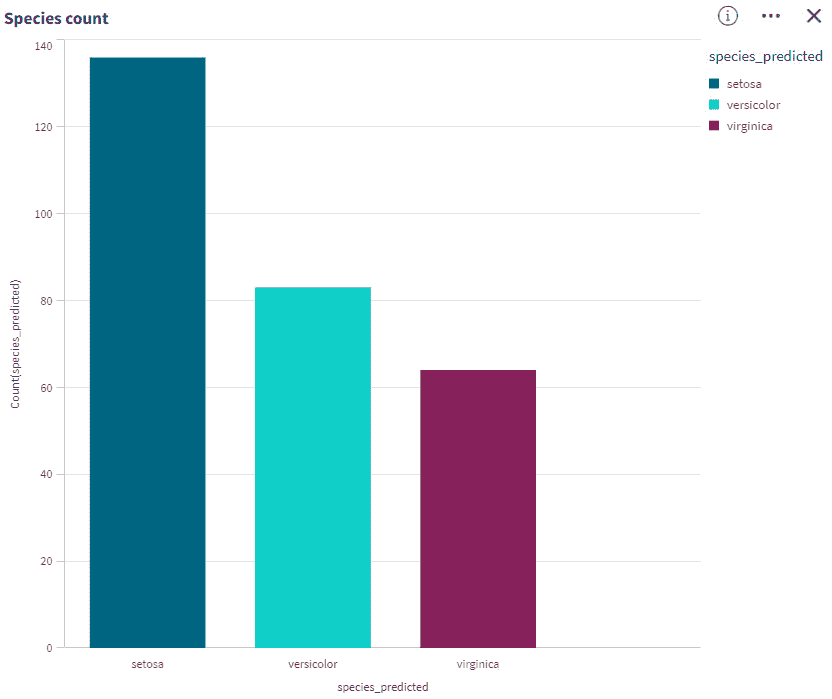 Species count
species_predicted
setosa
versicolor
virginica
140
120
100
80
60
40
20
0
Count(species_predicted)
setosa
versicolor
virginica
species_predicted